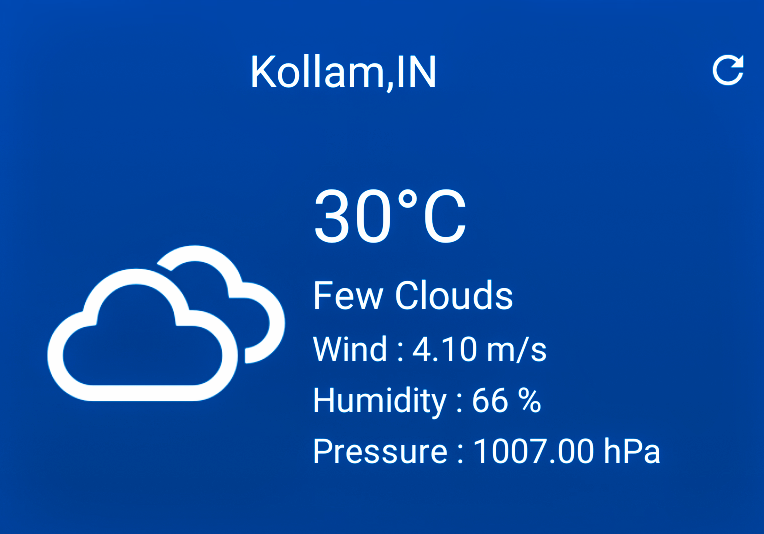 Kollam,IN
30°C
Few Clouds
Wind : 4.10 m/s
Humidity : 66 %
Pressure : 1007.00 hPa